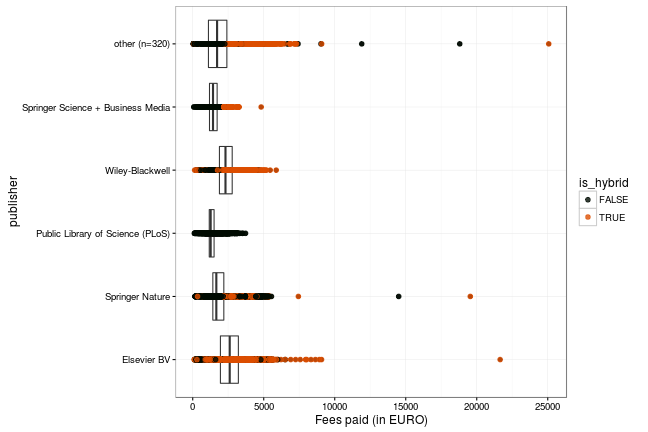 other (n=320)
Springer Science + Business Media
Wiley-Blackwell
Public Library of Science (PLoS)
Springer Nature
Elsevier BV
publisher
0 5000 10000 15000 20000 25000
Fees paid (in EURO)
is_hybrid
FALSE
TRUE